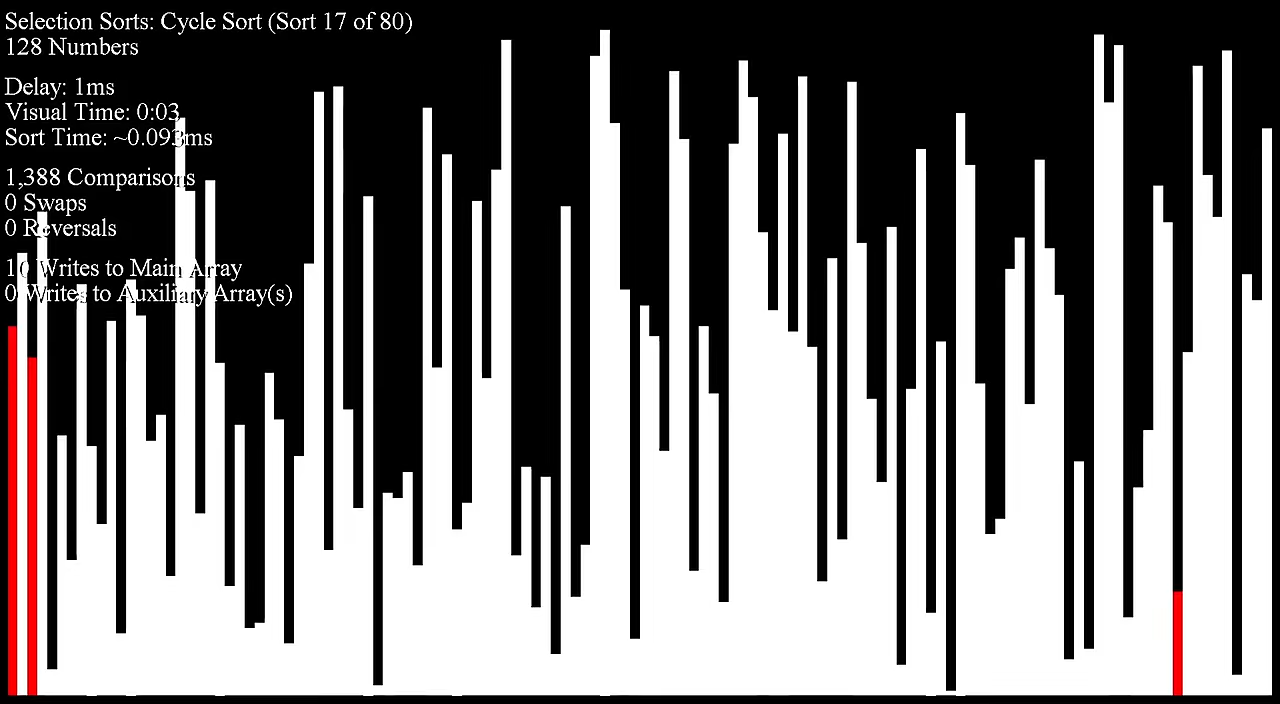 Selection Sorts: Cycle Sort (Sort 17 of 80)
128 Numbers
Delay: 1ms
Visual Time: 0:03
Sort Time: ~0.093ms
1,388 Comparisons
0 Swaps
0 Reversals
10 Writes to Main Array
0 Writes to Auxiliary Array(s)